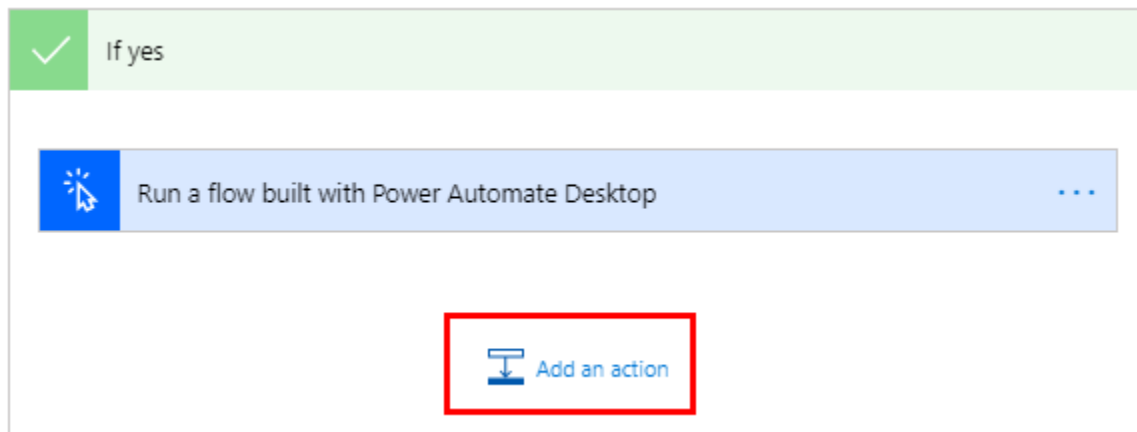 If yes
Run a flow built with Power Automate Desktop
Add an action